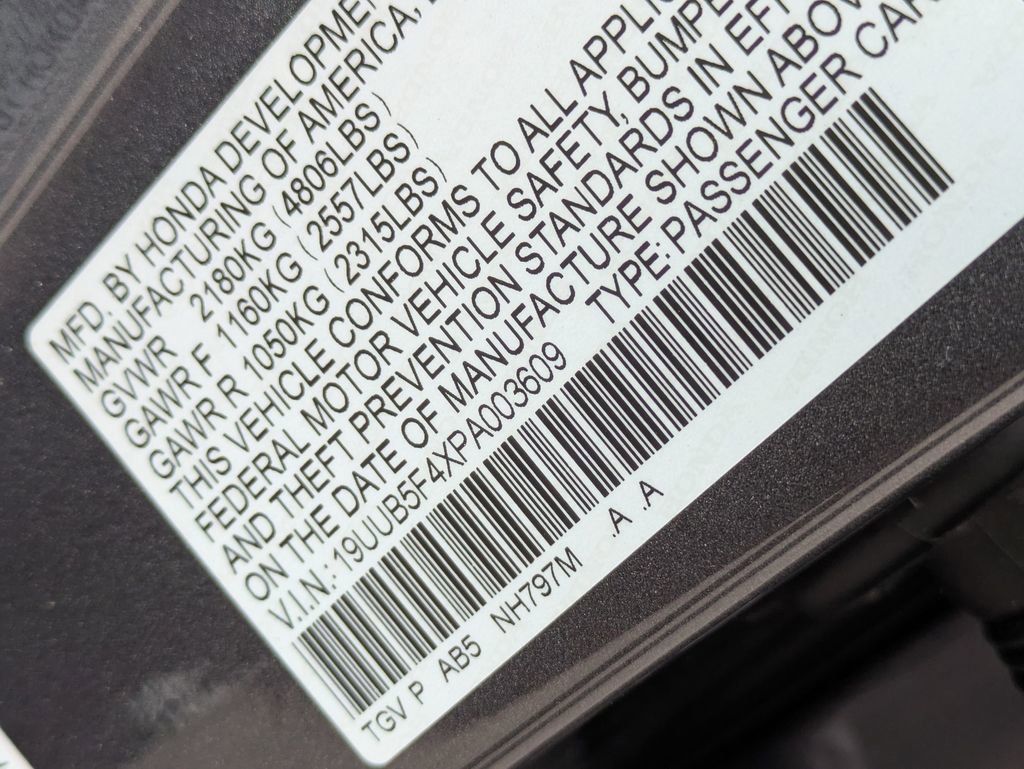 MFD. BY HONDA DEVELOPMEN
MANUFACTURING OF AMERICA,
GVWR 2180KG (4806LBS)
GAWR F 1160KG (2557LBS)
GAWR R 1050KG (2315LBS)
THIS VEHICLE CONFORMS TO ALL APPLIC
FEDERAL MOTOR VEHICLE SAFETY, BUMPE
AND THEFT PREVENTION STANDARDS IN EFF
ON THE DATE OF MANUFACTURE SHOWN ABOV
V.I.N.: 19UUB5F4XPA003609 TYPE: PASSENGER CAR
TGV P AB5 NH797M .A .A